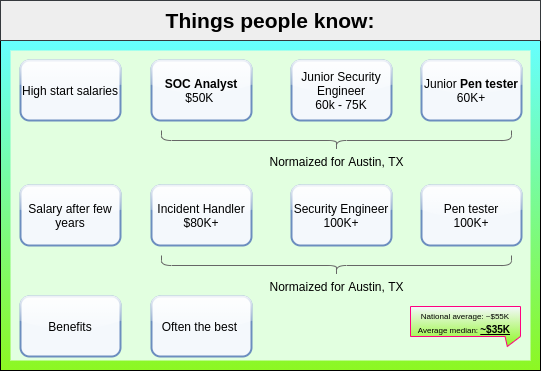 Things people know:
High start salaries
SOC Analyst
$50K
Junior Security
Engineer
60k - 75K
Junior Pen tester
60K+
Normaized for Austin, TX
Salary after few
years
Incident Handler
$80K+
Security Engineer
100K+
Pen tester
100K+
Normaized for Austin, TX
Benefits
Often the best
National average: ~$55K
Average median: ~$35K